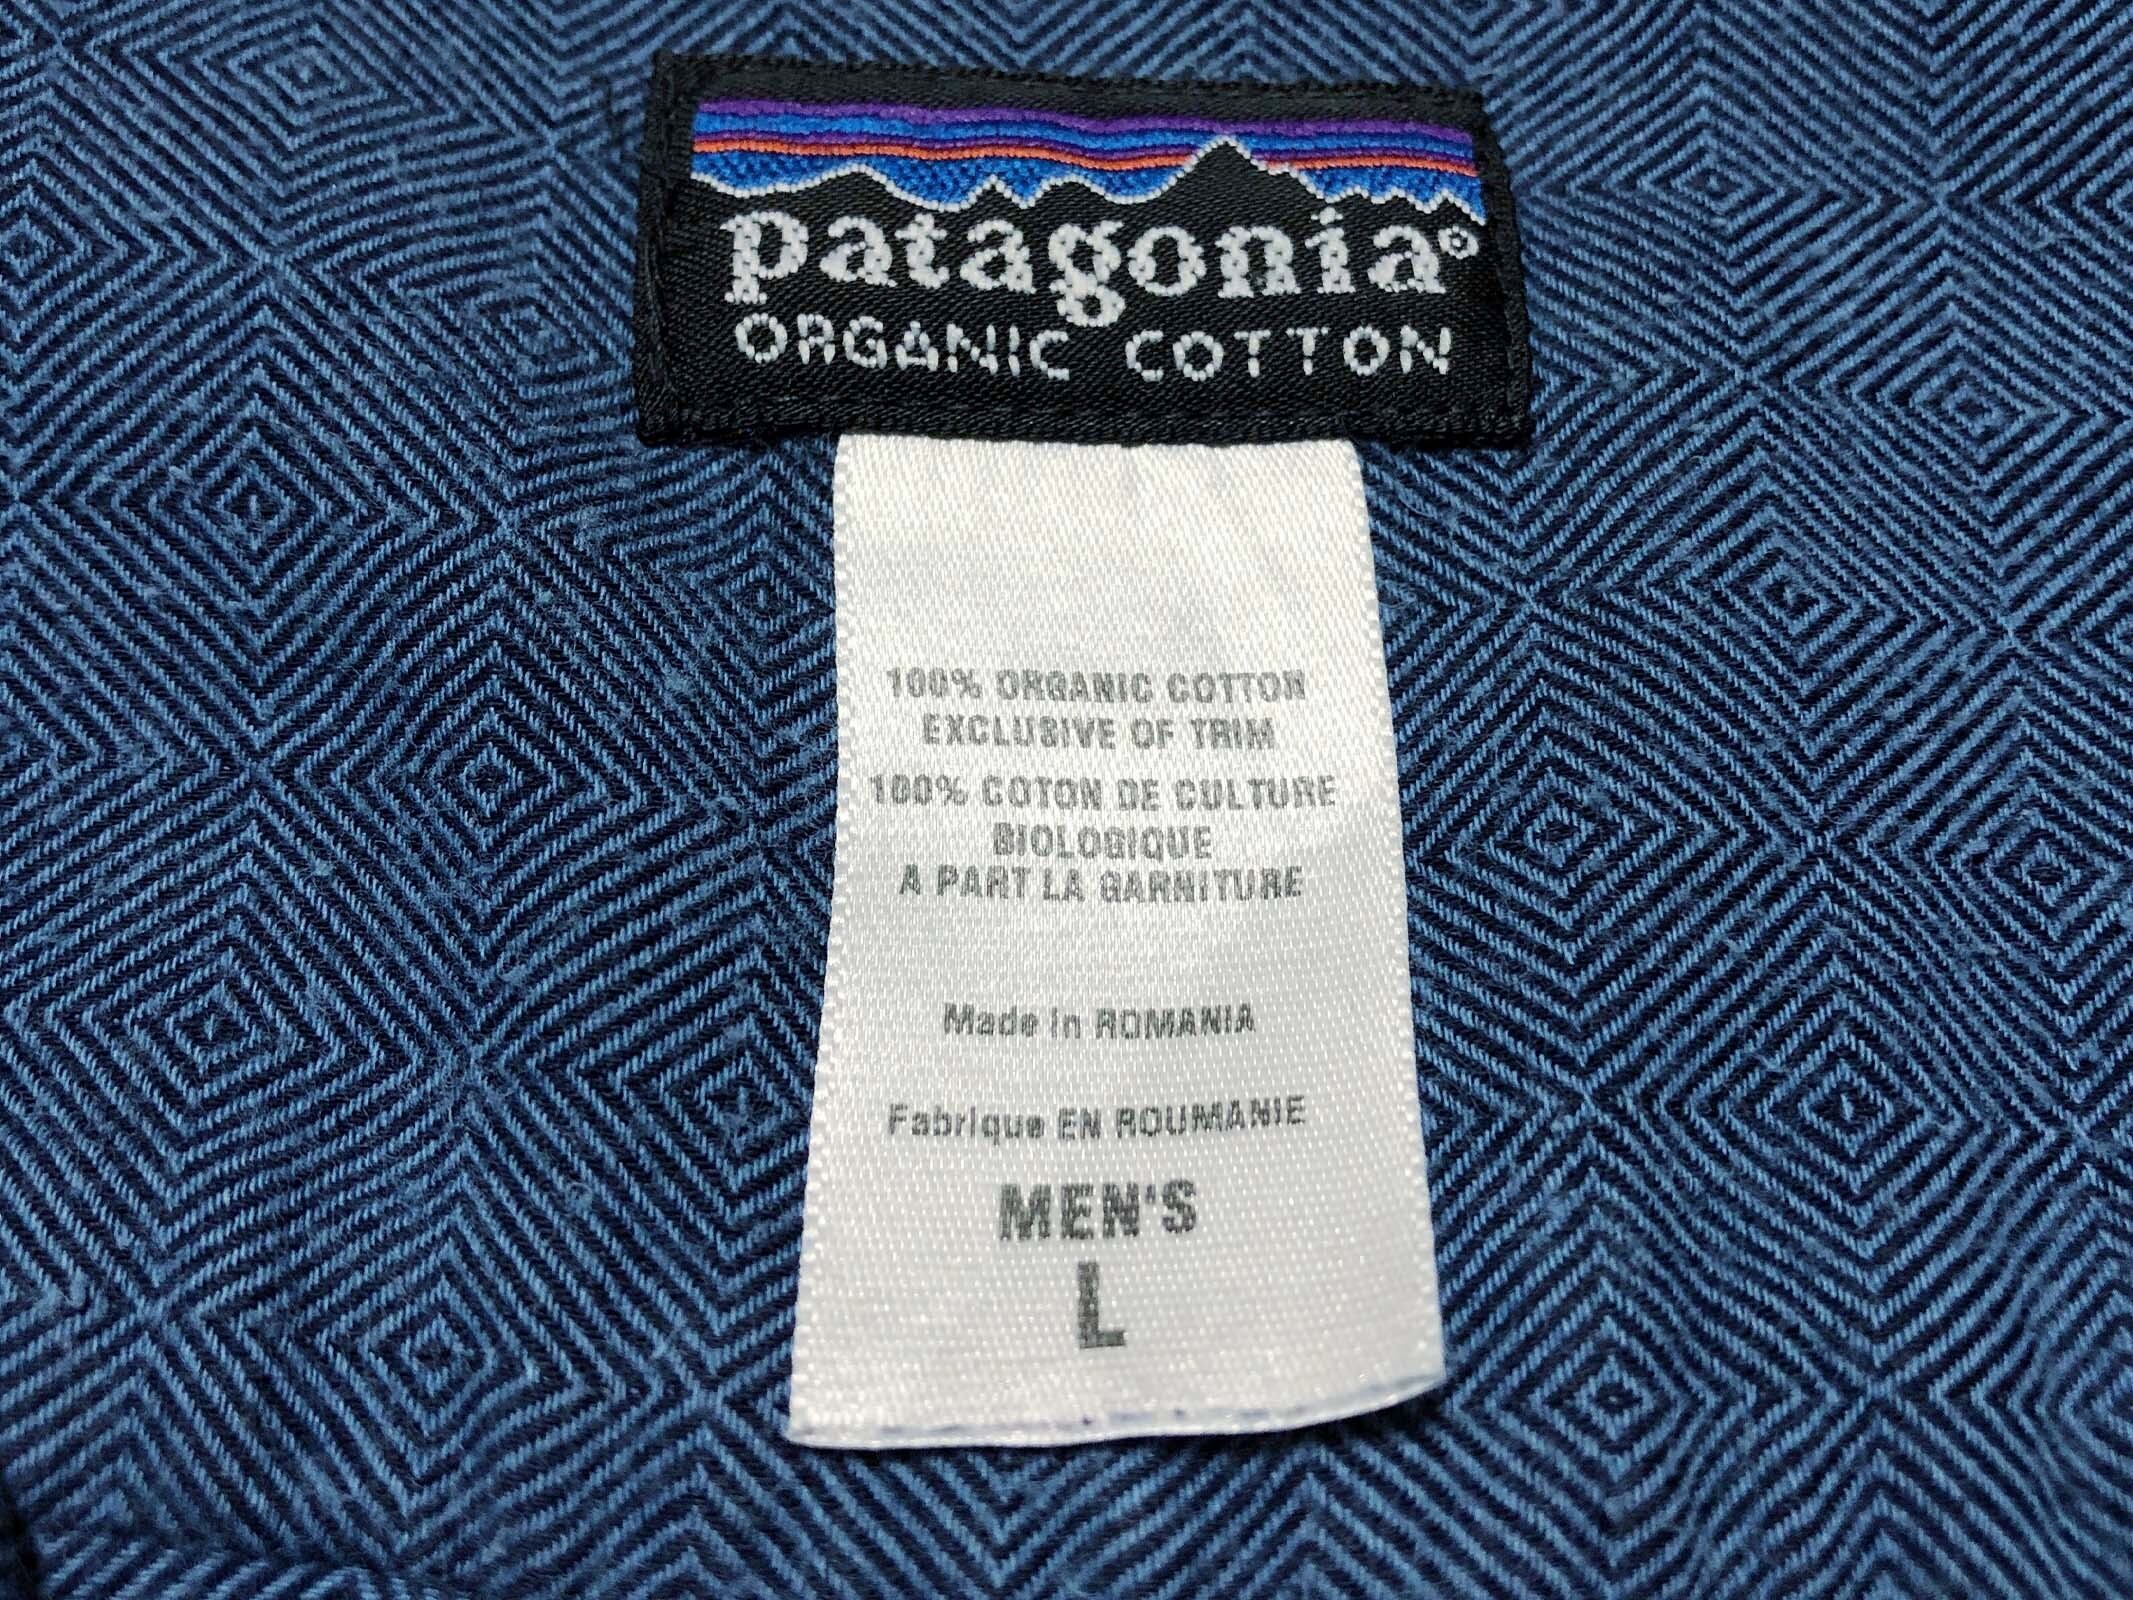 patagonia®
ORGANIC COTTON
100% ORGANIC COTTON
EXCLUSIVE OF TRIM
100% COTON DE CULTURE
BIOLOGIQUE
A PART LA GARNITURE
Made in ROMANIA
Fabrique EN ROUMANIE
MEN'S
L